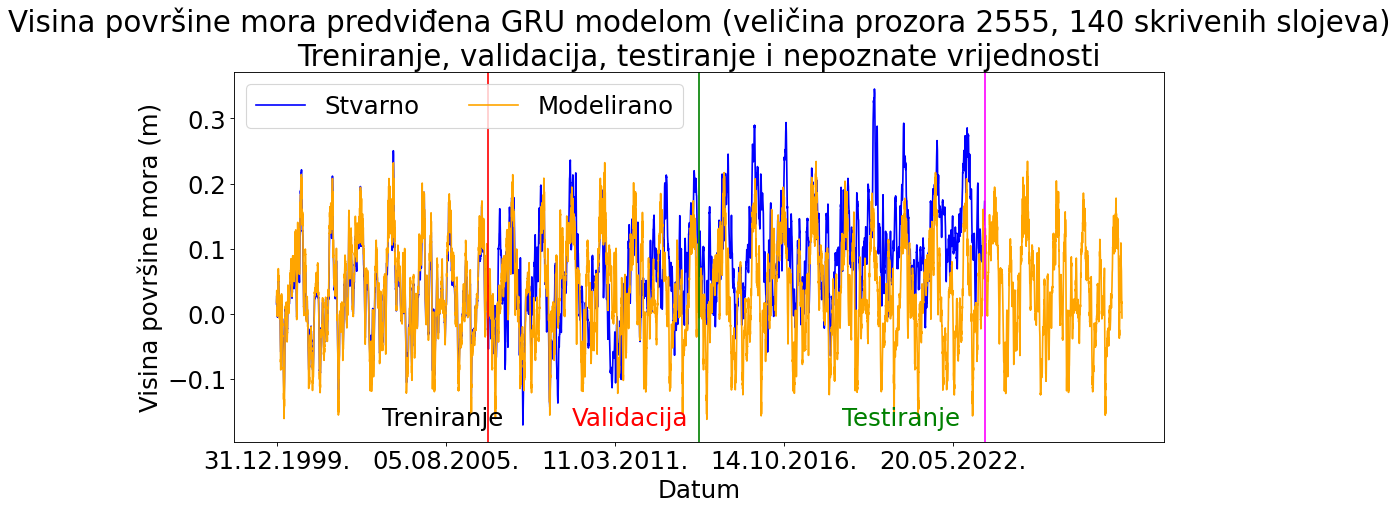 Visina površine mora predviđena GRU modelom (veličina prozora 2555, 140 skrivenih slojeva)
Treniranje, validacija, testiranje i nepoznate vrijednosti
Stvarno
Modelirano
Visina površine mora (m)
0.3
0.2
0.1
0.0
−0.1
Treniranje
Validacija
Testiranje
31.12.1999.
05.08.2005.
11.03.2011.
14.10.2016.
20.05.2022.
Datum